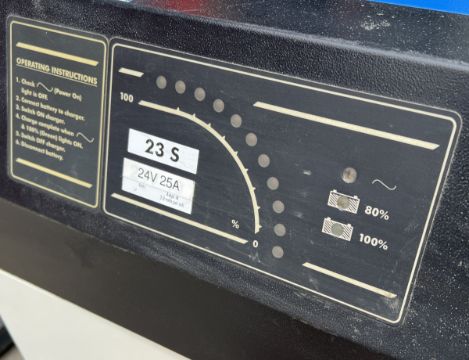 OPERATING INSTRUCTIONS
1. Check ~ (Power On)
light is OFF.
2. Connect battery to charger.
3. Switch ON charger.
4. Charge complete when ~
& 100% (Green) lights ON.
5. Switch OFF charger.
6. Disconnect battery.
100
23 S
24V 25A
%
0
~
80%
100%